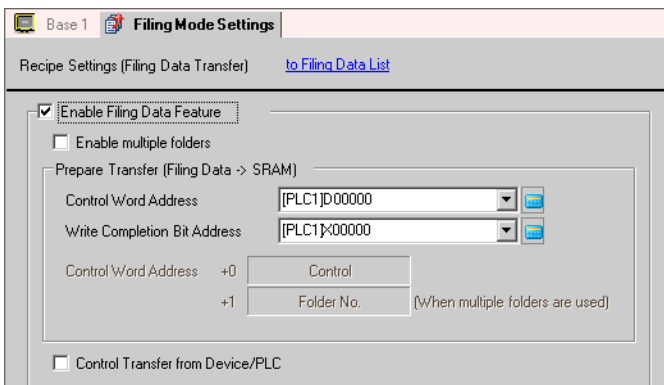 Base 1 Filing Mode Settings
Recipe Settings (Filing Data Transfer) to Filing Data List
Enable Filing Data Feature
Enable multiple folders
Prepare Transfer (Filing Data -> SRAM)
Control Word Address [PLC1]D00000
Write Completion Bit Address [PLC1]X00000
Control Word Address +0 Control
+1 Folder No. (When multiple folders are used)
Control Transfer from Device/PLC